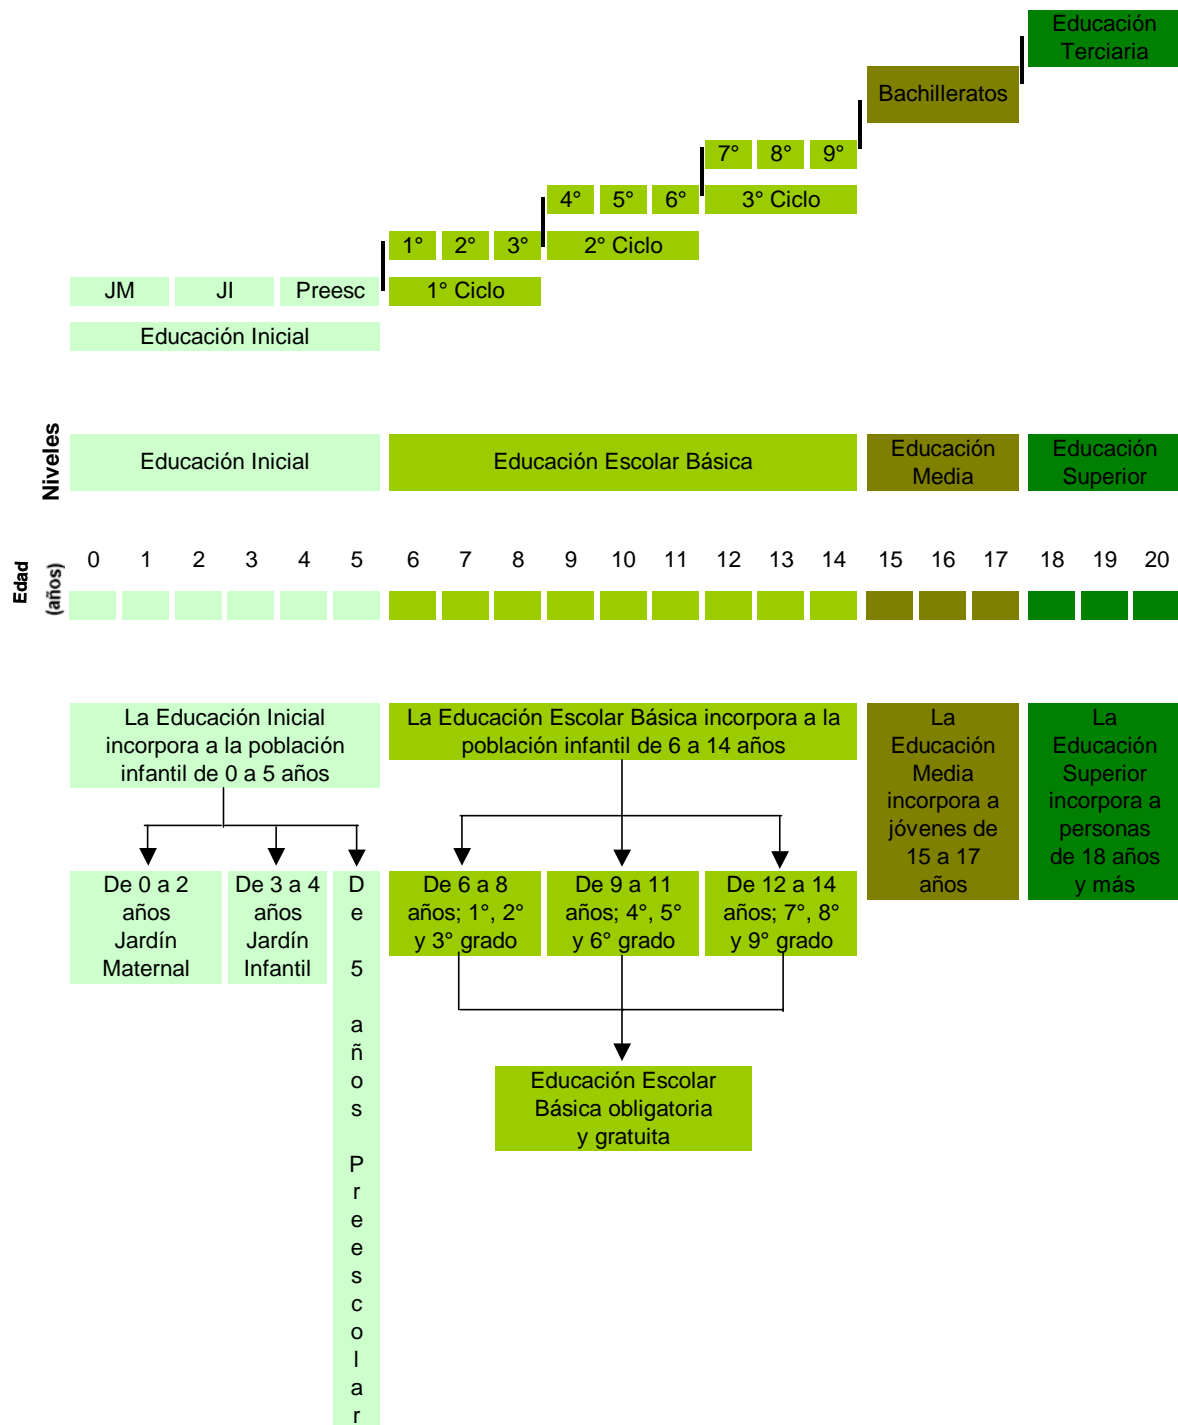 Educación
Terciaria
Bachilleratos
7° 8° 9°
4° 5° 6° 3° Ciclo
1° 2° 3° 2° Ciclo
JM JI Preesc 1° Ciclo
Educación Inicial
Niveles
Educación Inicial
Educación Escolar Básica
Educación
Media
Educación
Superior
Edad
(años)
0 1 2 3 4 5 6 7 8 9 10 11 12 13 14 15 16 17 18 19 20
La Educación Inicial
incorpora a la población
infantil de 0 a 5 años
La Educación Escolar Básica incorpora a la
población infantil de 6 a 14 años
La
Educación
Media
incorpora a
jóvenes de
15 a 17
años
La
Educación
Superior
incorpora a
personas
de 18 años
y más
De 0 a 2
años
Jardín
Maternal
De 3 a 4
años
Jardín
Infantil
De 5 años Preescolar
De 6 a 8
años; 1°, 2°
y 3° grado
De 9 a 11
años; 4°, 5°
y 6° grado
De 12 a 14
años; 7°, 8°
y 9° grado
Educación Escolar
Básica obligatoria
y gratuita